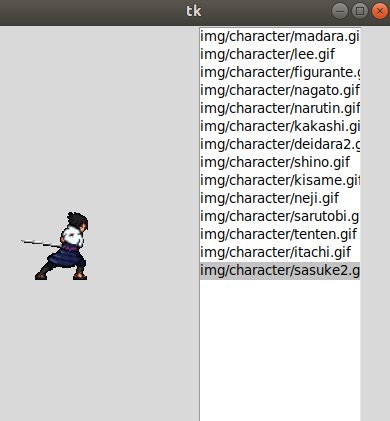 tk
img/character/madara.gi
img/character/lee.gif
img/character/figurante.g
img/character/nagato.gif
img/character/narutin.gif
img/character/kakashi.gi
img/character/deidara2.g
img/character/shino.gif
img/character/kisame.gif
img/character/neji.gif
img/character/sarutobi.g
img/character/tenten.gif
img/character/itachi.gif
img/character/sasuke2.g